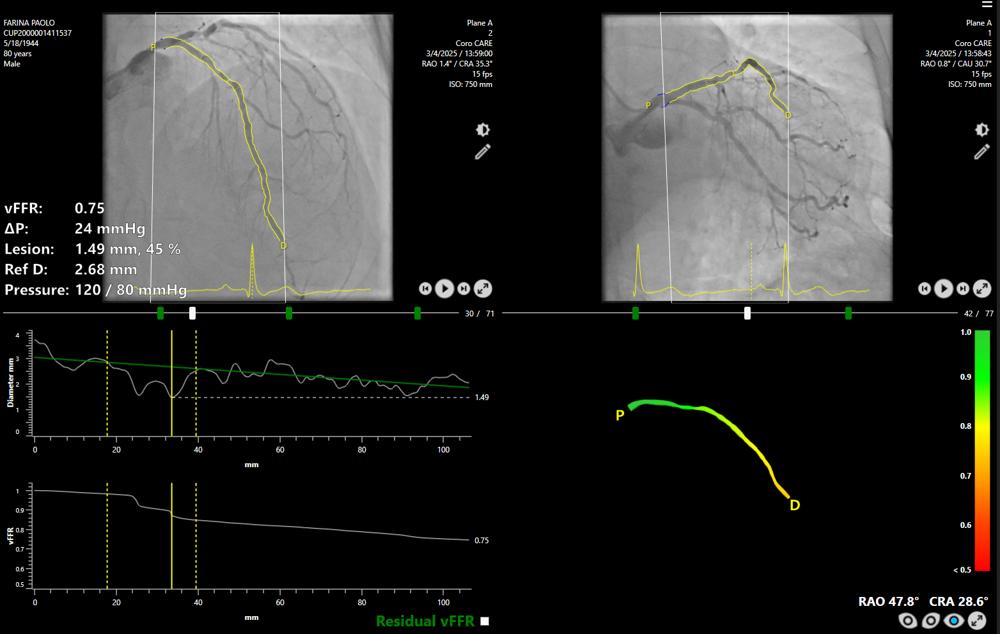 FARINA PAOLO
CUP2000001411537
5/18/1944
80 years
Male
Plane A
2
Coro CARE
3/4/2025 / 13:59:00
RAO 1.4° / CRA 35.3°
15 fps
ISO: 750 mm
P
D
vFFR: 0.75
ΔP: 24 mmHg
Lesion: 1.49 mm, 45 %
Ref D: 2.68 mm
Pressure: 120 / 80 mmHg
30 / 71
Plane A
1
Coro CARE
3/4/2025 / 13:58:43
RAO 0.8° / CAU 30.7°
15 fps
ISO: 750 mm
P
D
42 / 77
Diameter mm
4
3
2
1
0
1.49
0 20 40 60 80 100
mm
vFFR
1
0.9
0.8
0.7
0.6
0.5
0.75
0 20 40 60 80 100
mm
Residual vFFR
P
D
1.0
0.9
0.8
0.7
0.6
< 0.5
RAO 47.8° CRA 28.6°